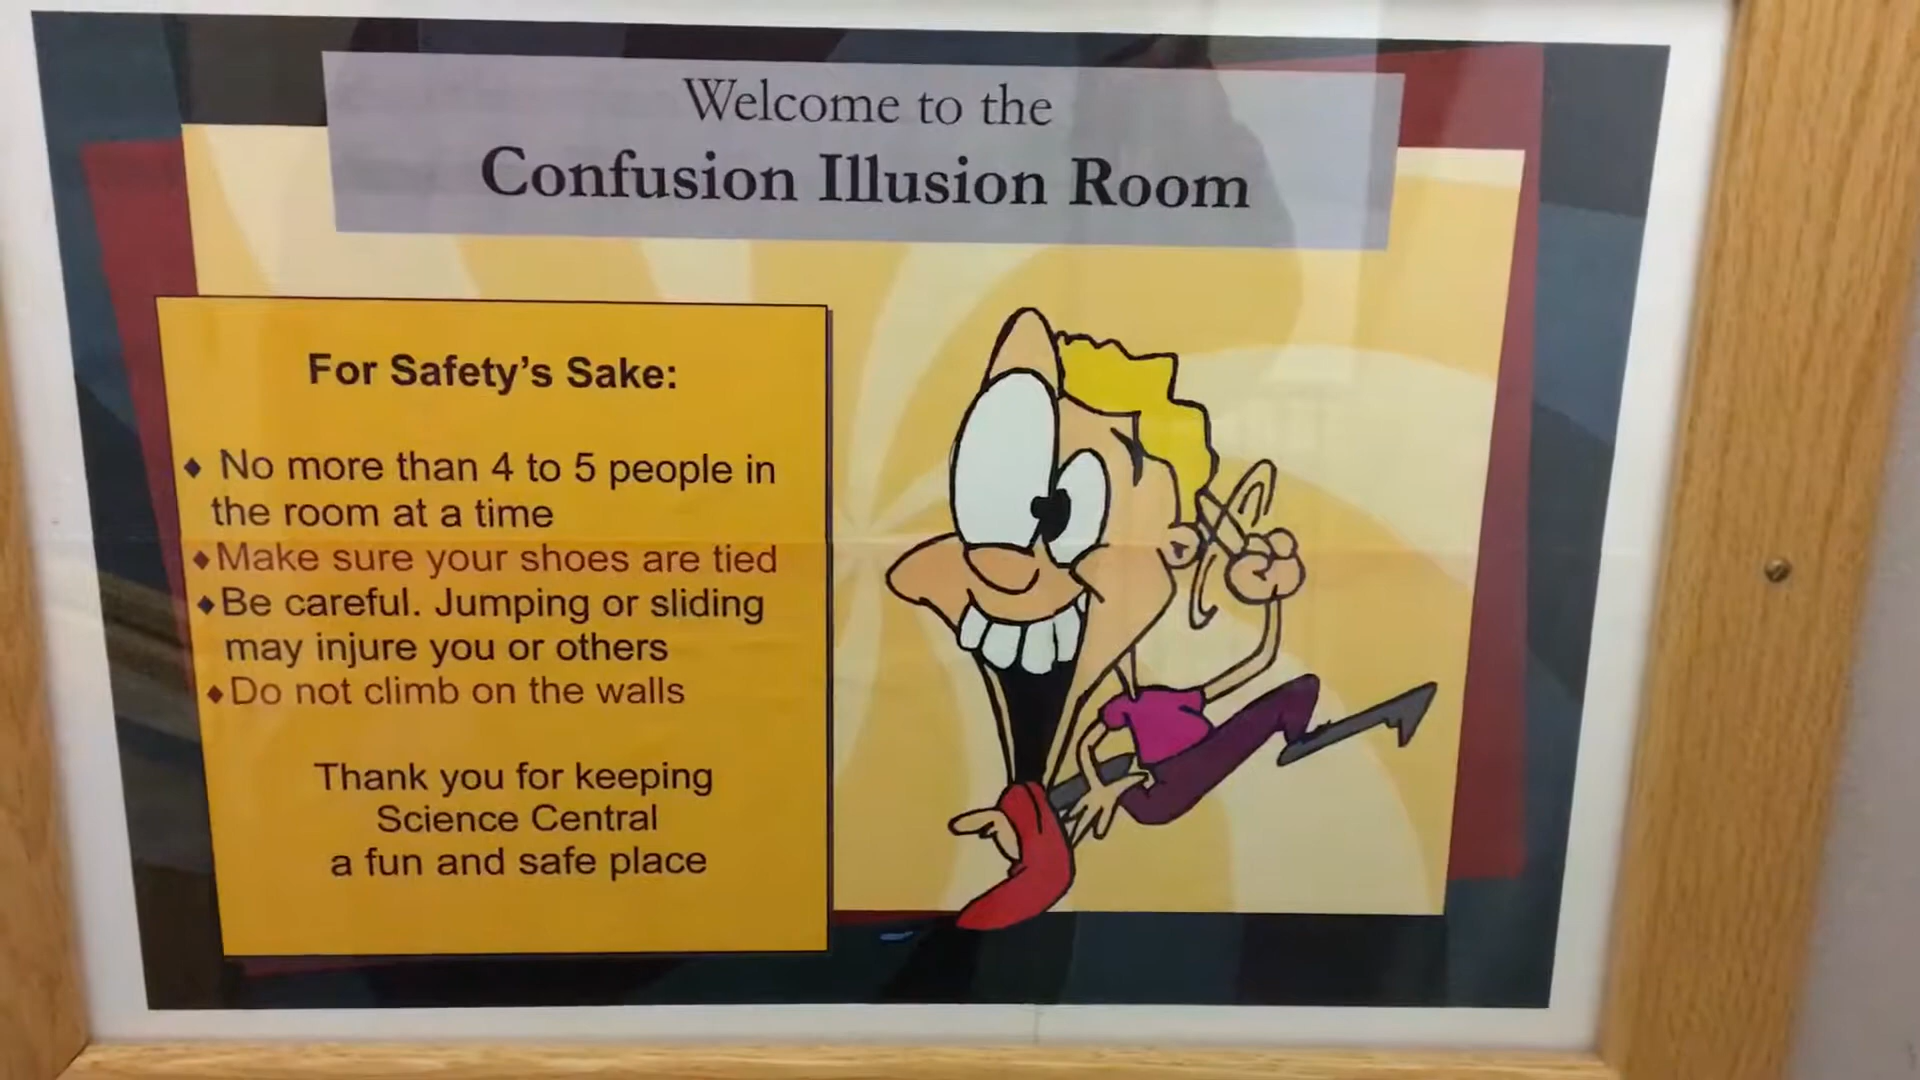 Welcome to the
Confusion Illusion Room
For Safety's Sake:
♦ No more than 4 to 5 people in
the room at a time
♦ Make sure your shoes are tied
♦ Be careful. Jumping or sliding
may injure you or others
♦ Do not climb on the walls
Thank you for keeping
Science Central
a fun and safe place